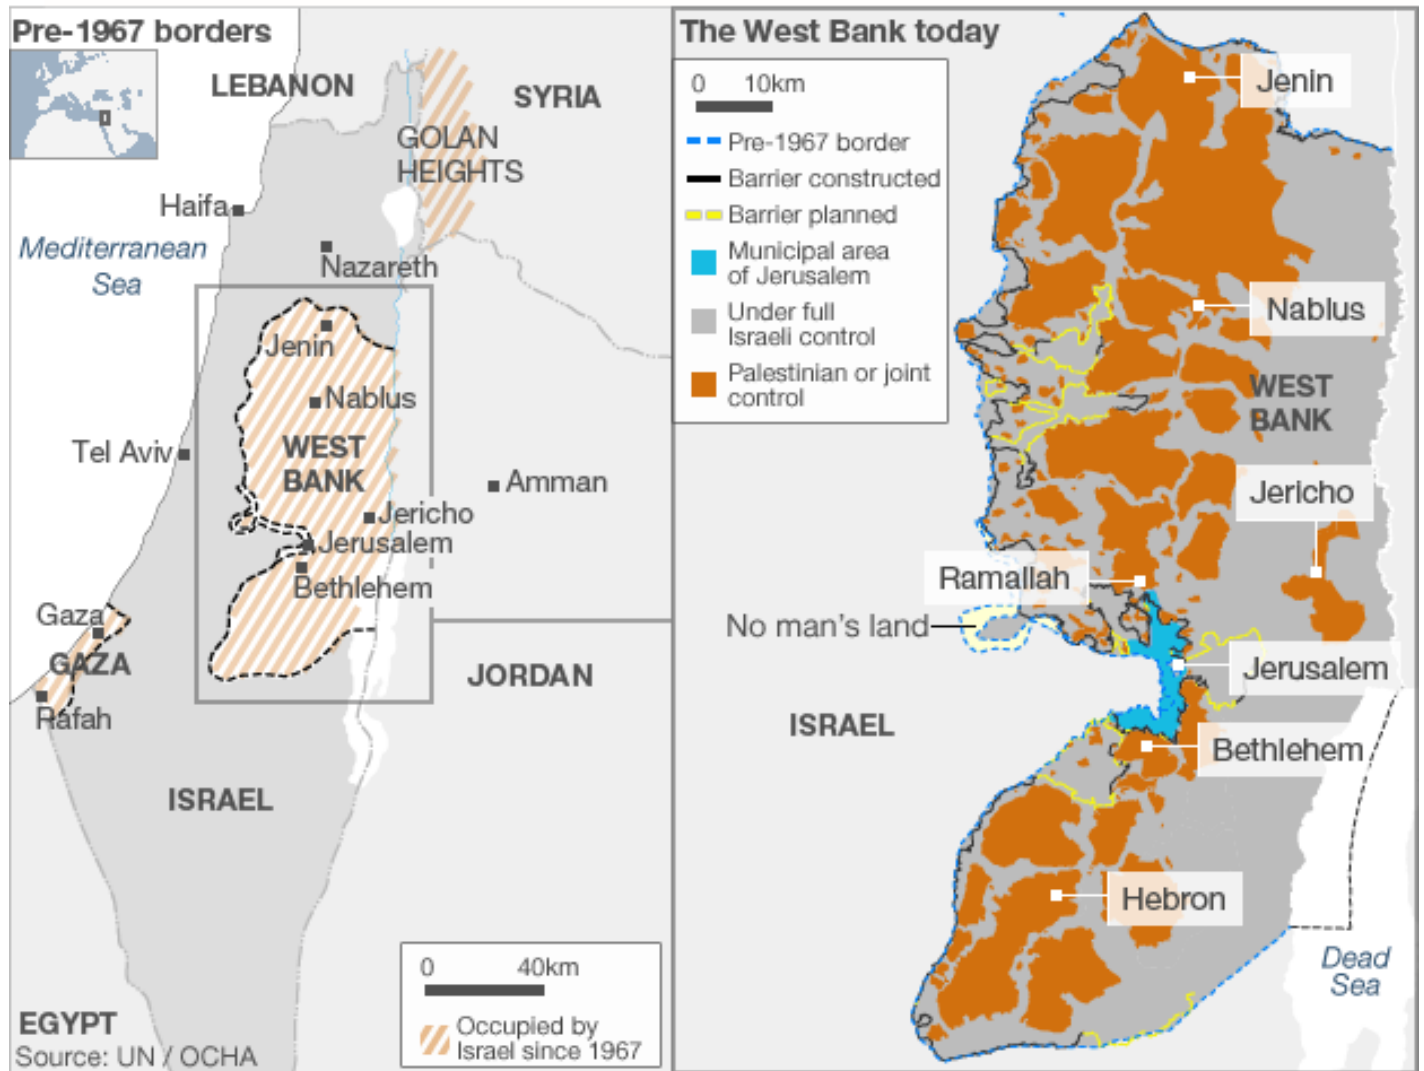 Pre-1967 borders
LEBANON
SYRIA
GOLAN
HEIGHTS
Haifa
Mediterranean
Sea
Nazareth
Jenin
Nablus
WEST
BANK
Tel Aviv
Amman
Jericho
Jerusalem
Bethlehem
Gaza
GAZA
Rafah
JORDAN
ISRAEL
EGYPT
Source: UN / OCHA
0 40km
Occupied by
Israel since 1967
The West Bank today
0 10km
Pre-1967 border
Barrier constructed
Barrier planned
Municipal area
of Jerusalem
Under full
Israeli control
Palestinian or joint
control
Jenin
Nablus
WEST
BANK
Jericho
Ramallah
No man's land
Jerusalem
ISRAEL
Bethlehem
Hebron
Dead
Sea